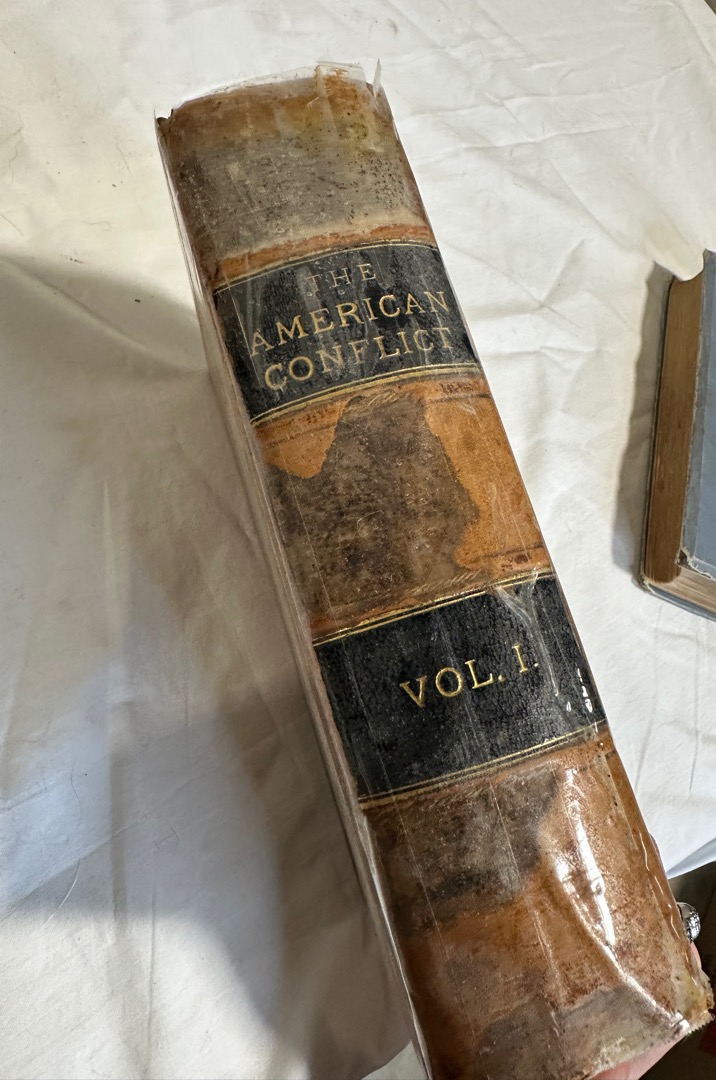 THE
AMERICAN
CONFLICT
VOL. I.